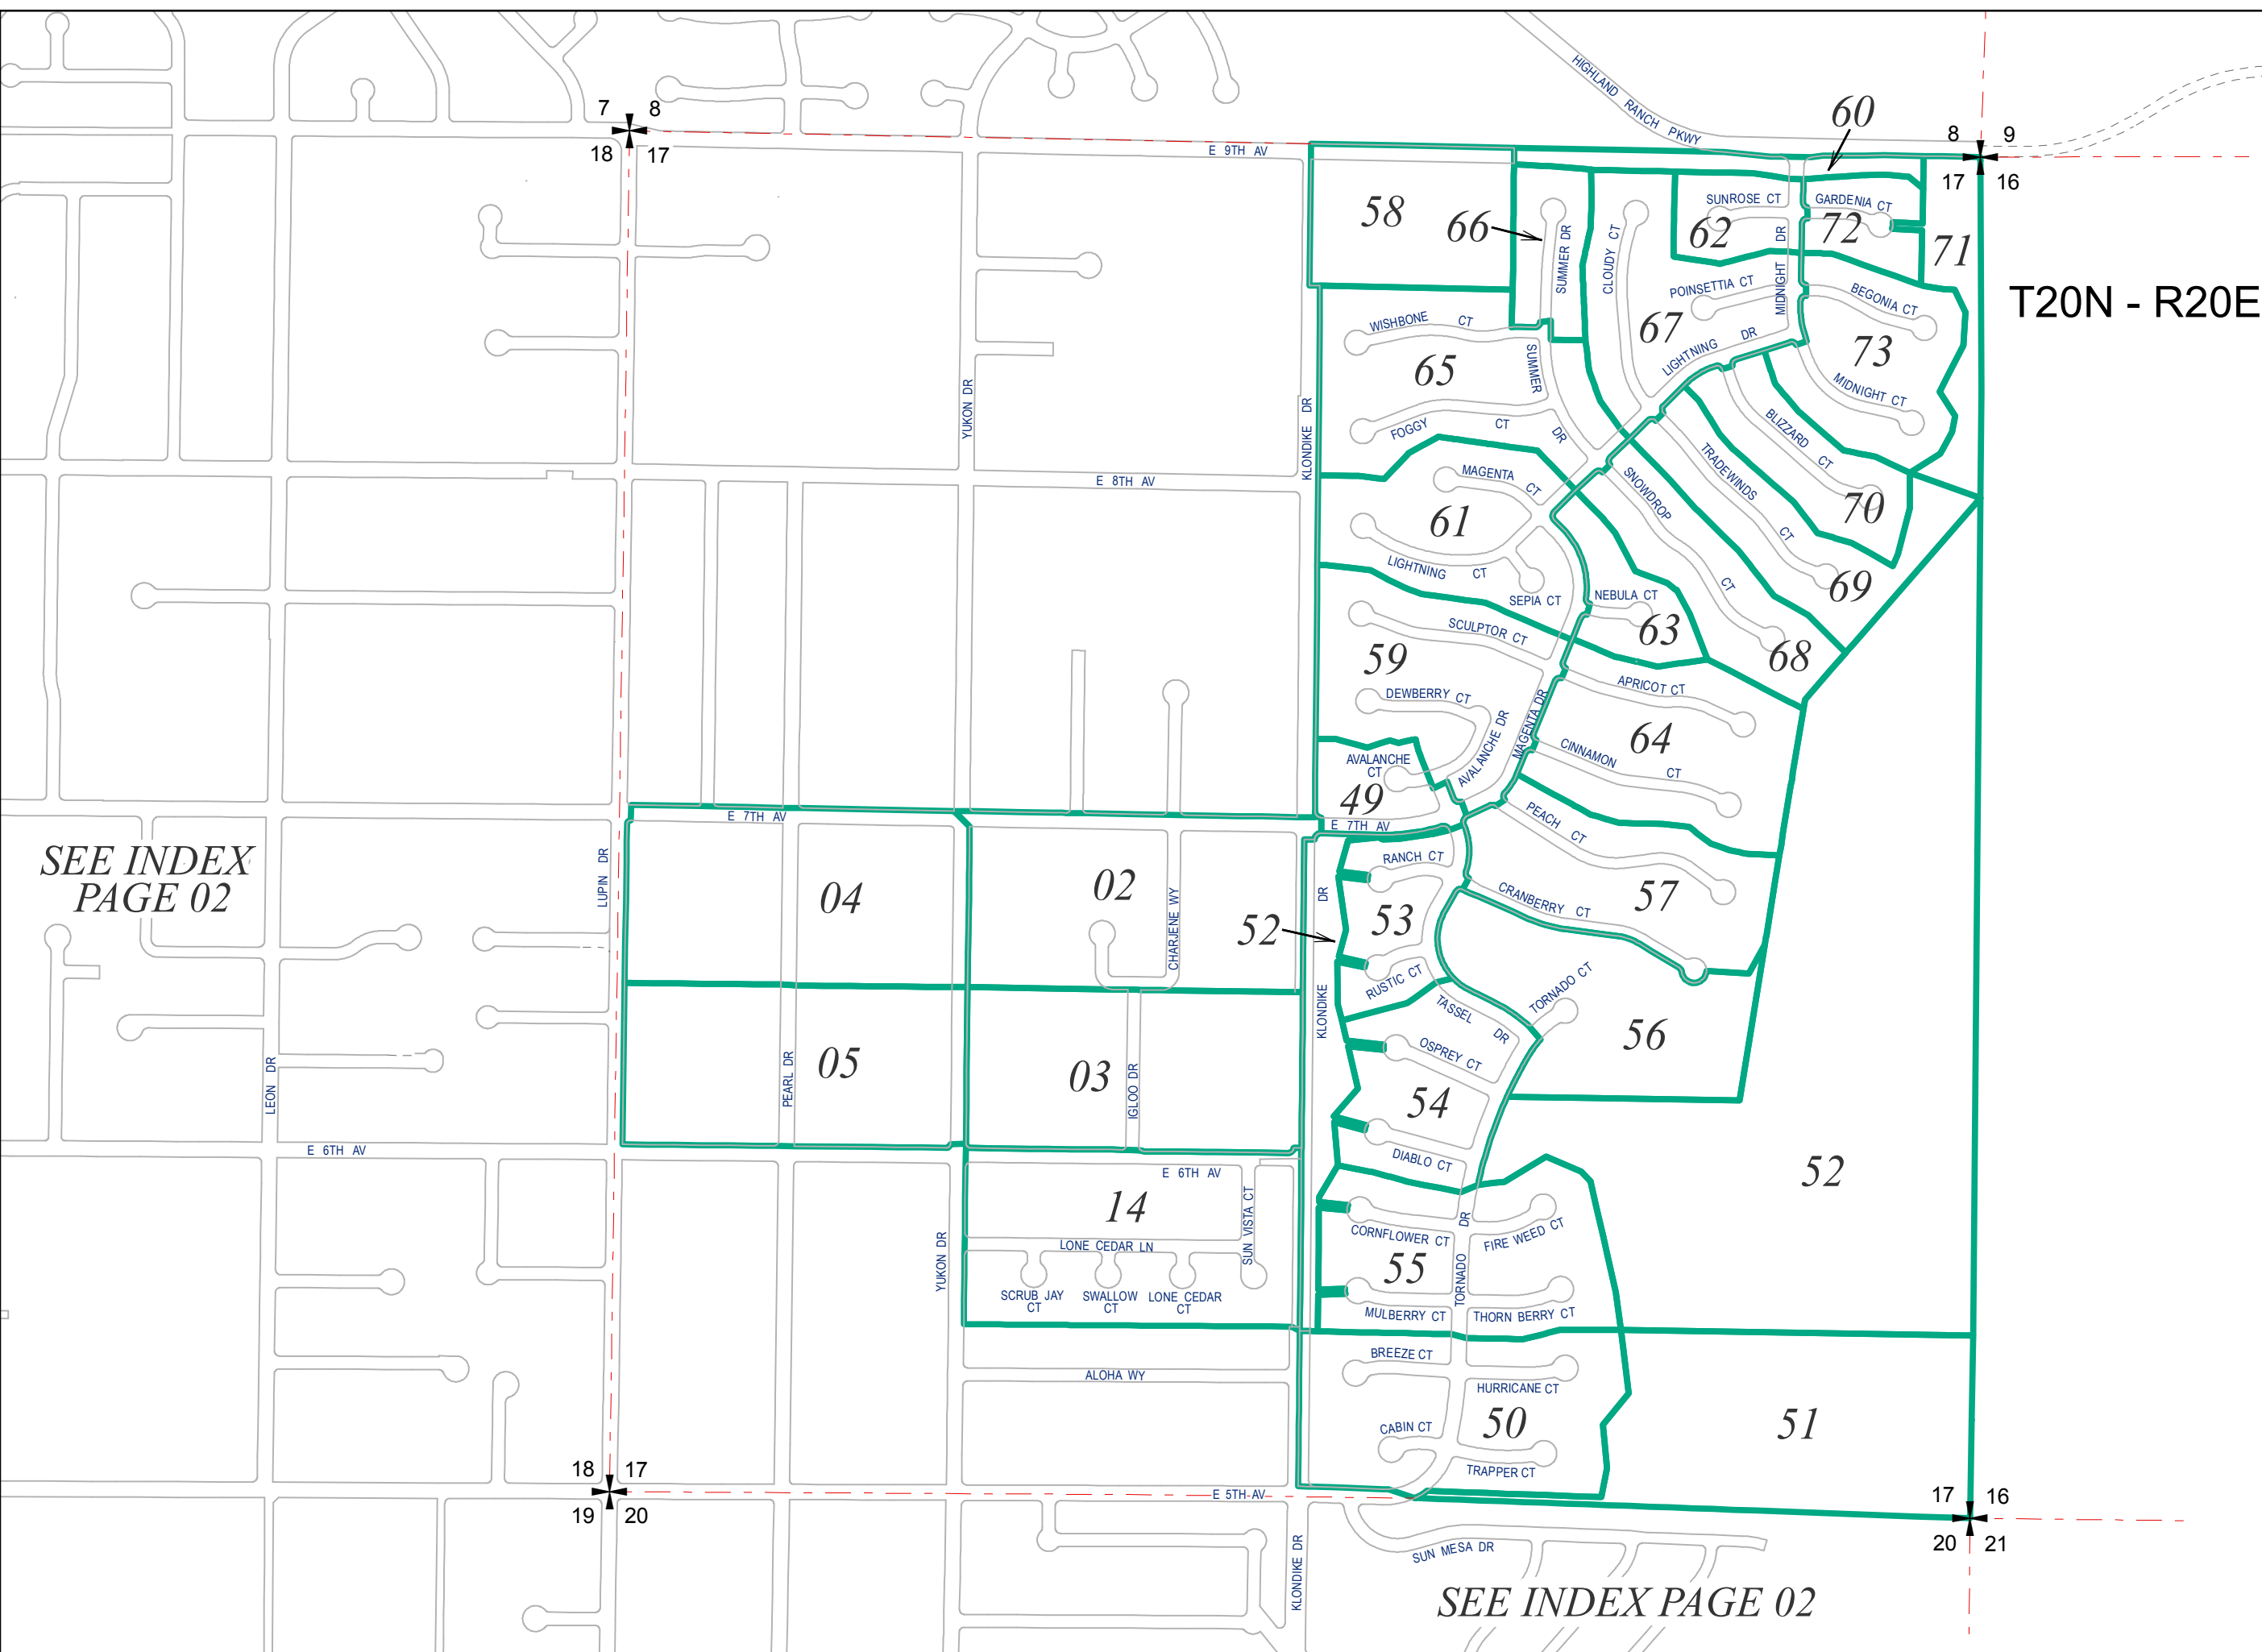 HIGHLAND RANCH PKWY
60
7 8
18 17
8 9
17 16
E 9TH AV
58
66
SUMMER DR
CLOUDY CT
SUNROSE CT
62
MIDNIGHT DR
GARDENIA CT
72
71
T20N - R20E
POINSETTIA CT
67
LIGHTNING DR
BEGONIA CT
73
MIDNIGHT CT
WISHBONE CT
65
SUMMER DR
FOGGY CT
YUKON DR
KLONDIKE DR
E 8TH AV
MAGENTA CT
61
LIGHTNING CT
SEPIA CT
SNOWDROP CT
TRADEWINDS CT
BLIZZARD CT
70
69
68
NEBULA CT
63
SCULPTOR CT
59
DEWBERRY CT
AVALANCHE DR
MAGENTA DR
APRICOT CT
64
CINNAMON CT
AVALANCHE
CT
49
E 7TH AV
E 7TH AV
PEACH CT
SEE INDEX
PAGE 02
LUPIN DR
04
02
CHARJENE WY
52
KLONDIKE DR
RANCH CT
53
RUSTIC CT
CRANBERRY CT
57
TASSEL DR
TORNADO CT
56
LEON DR
05
PEARL DR
03
IGLOO DR
OSPREY CT
54
DIABLO CT
52
E 6TH AV
E 6TH AV
14
SUN VISTA CT
LONE CEDAR LN
YUKON DR
SCRUB JAY
CT
SWALLOW
CT
LONE CEDAR
CT
CORNFLOWER CT
55
TORNADO DR
FIRE WEED CT
MULBERRY CT
THORN BERRY CT
ALOHA WY
BREEZE CT
HURRICANE CT
CABIN CT
50
TRAPPER CT
51
18 17
19 20
E 5TH AV
17 16
20 21
KLONDIKE DR
SUN MESA DR
SEE INDEX PAGE 02